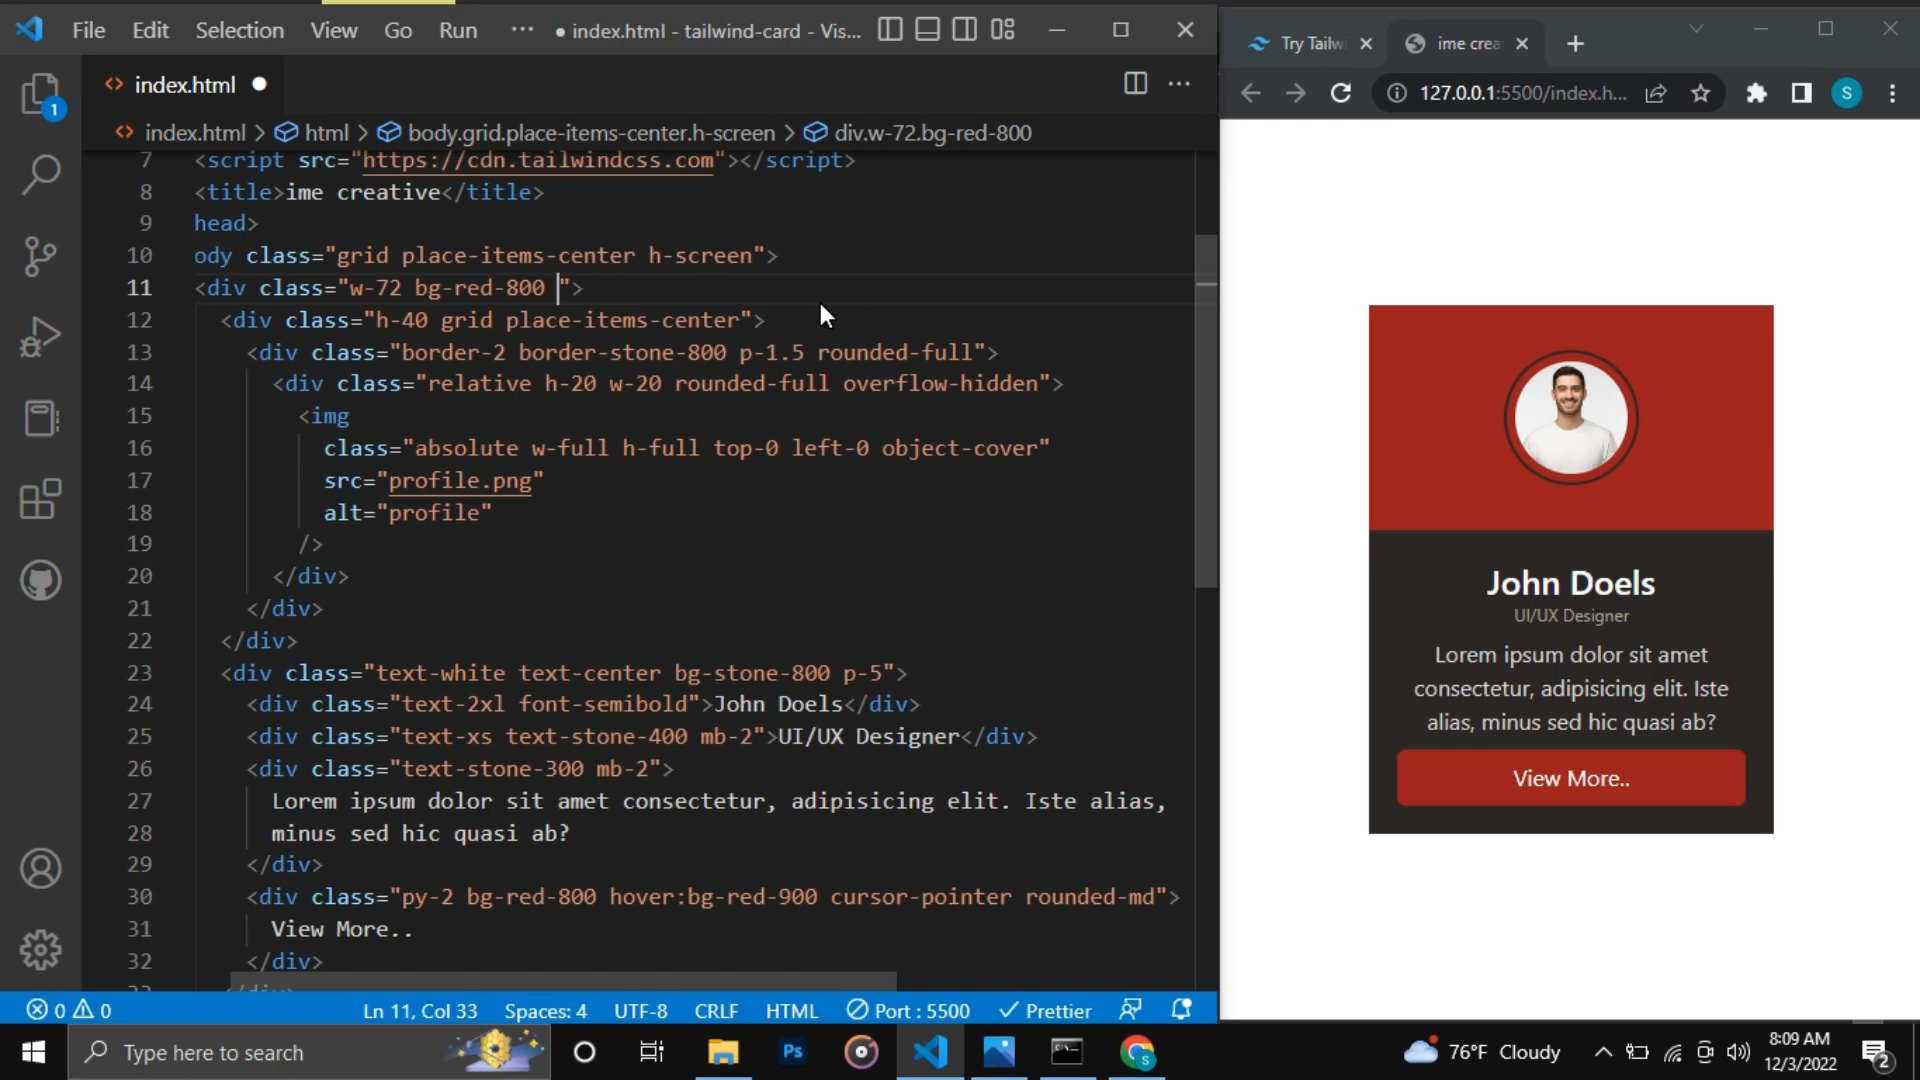 File Edit Selection View Go Run ··· ● index.html - tailwind-card - Vis...
index.html
index.html > html > body.grid.place-items-center.h-screen > div.w-72.bg-red-800
7 <script src="https://cdn.tailwindcss.com"></script>
8 <title>ime creative</title>
9 head>
10 ody class="grid place-items-center h-screen">
11 <div class="w-72 bg-red-800 ">
12 <div class="h-40 grid place-items-center">
13 <div class="border-2 border-stone-800 p-1.5 rounded-full">
14 <div class="relative h-20 w-20 rounded-full overflow-hidden">
15 <img
16 class="absolute w-full h-full top-0 left-0 object-cover"
17 src="profile.png"
18 alt="profile"
19 />
20 </div>
21 </div>
22 </div>
23 <div class="text-white text-center bg-stone-800 p-5">
24 <div class="text-2xl font-semibold">John Doels</div>
25 <div class="text-xs text-stone-400 mb-2">UI/UX Designer</div>
26 <div class="text-stone-300 mb-2">
27 Lorem ipsum dolor sit amet consectetur, adipisicing elit. Iste alias,
28 minus sed hic quasi ab?
29 </div>
30 <div class="py-2 bg-red-800 hover:bg-red-900 cursor-pointer rounded-md">
31 View More..
32 </div>
1
0 0 Ln 11, Col 33 Spaces: 4 UTF-8 CRLF HTML Port : 5500 Prettier
Try Tailwi ime crea
127.0.0.1:5500/index.h... S
John Doels
UI/UX Designer
Lorem ipsum dolor sit amet
consectetur, adipisicing elit. Iste
alias, minus sed hic quasi ab?
View More..
Type here to search Ps S 76°F Cloudy 8:09 AM
12/3/2022 2